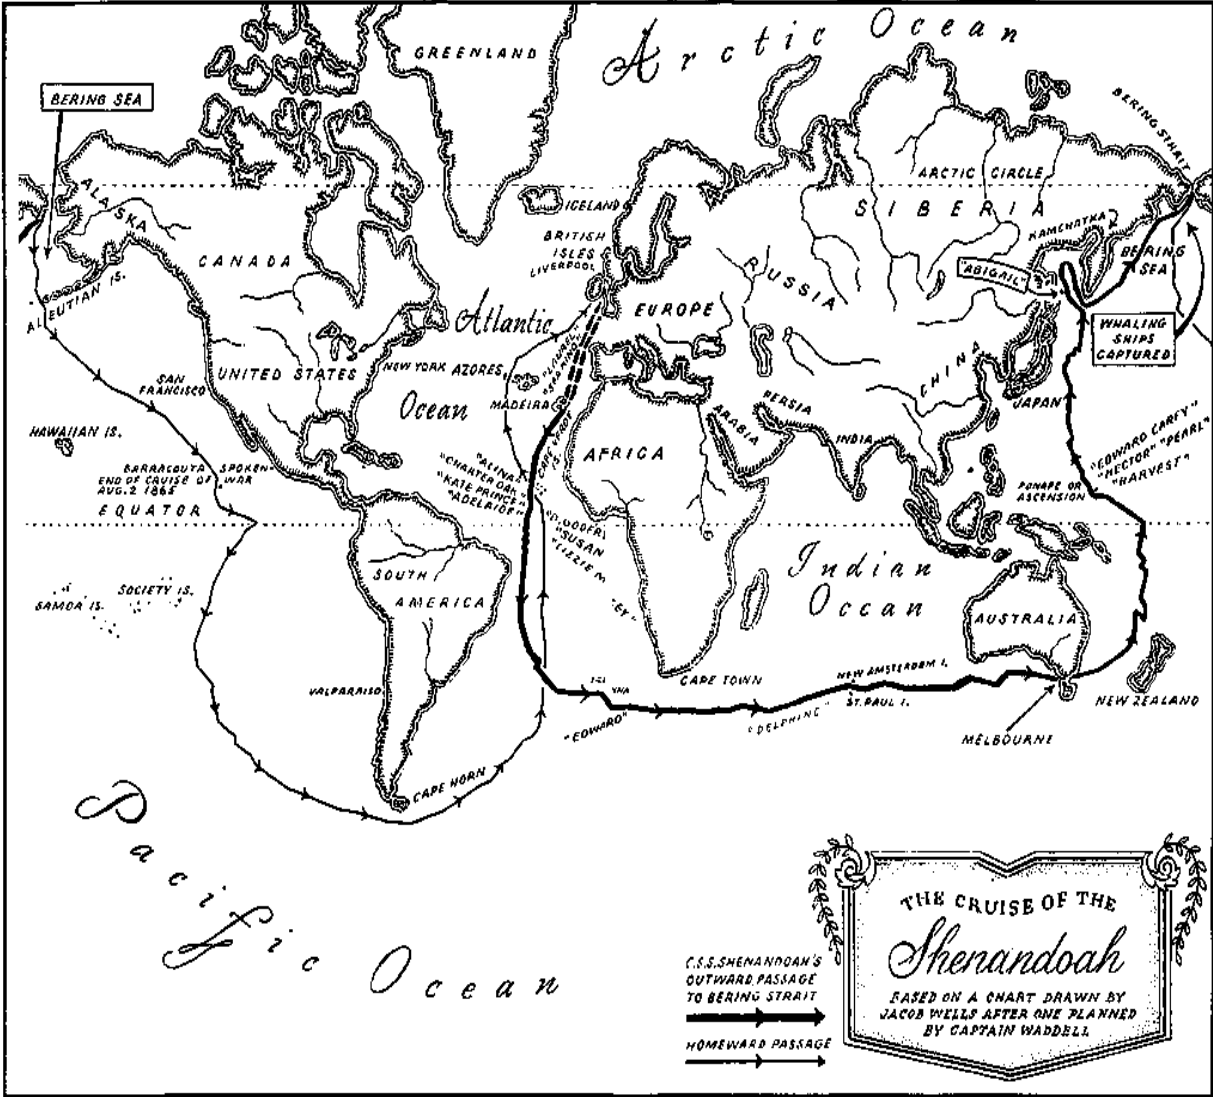 Arctic Ocean
GREENLAND
BERING SEA
BERING STRAIT
ARCTIC CIRCLE
ALASKA
ICELAND
SIBERIA
KAMCHATKA
BRITISH
ISLES
LIVERPOOL
CANADA
RUSSIA
"ABIGAIL"
BERING
SEA
ALEUTIAN IS.
Atlantic
EUROPE
WHALING
SHIPS
CAPTURED
SAN
FRANCISCO
UNITED STATES
NEW YORK
AZORES
CHINA
Ocean
MADEIRA
PERSIA
ARABIA
JAPAN
HAWAIIAN IS.
INDIA
AFRICA
CAPE VERDE
IS.
"EDWARD CAREY"
"HECTOR" "PEARL"
"HARVEST"
BARRACOUTA SPOKEN
END OF CRUISE OF WAR
AUG. 2 1865
"ALINA"
"CHARTER OAK"
"KATE PRINCE"
"ADELAIDE"
PONAPE OR
ASCENSION
EQUATOR
"SUSAN
"LIZZIE M.
Indian
Ocean
SOUTH
AMERICA
SAMOA IS.
SOCIETY IS.
AUSTRALIA
CAPE TOWN
NEW AMSTERDAM I.
ST. PAUL I.
VALPARAISO
NEW ZEALAND
"EDWARD"
"DELPHINE"
MELBOURNE
CAPE HORN
Pacific Ocean
THE CRUISE OF THE
Shenandoah
BASED ON A CHART DRAWN BY
JACOB WELLS AFTER ONE PLANNED
BY CAPTAIN WADDELL
C.S.S. SHENANDOAH'S
OUTWARD PASSAGE
TO BERING STRAIT
HOMEWARD PASSAGE